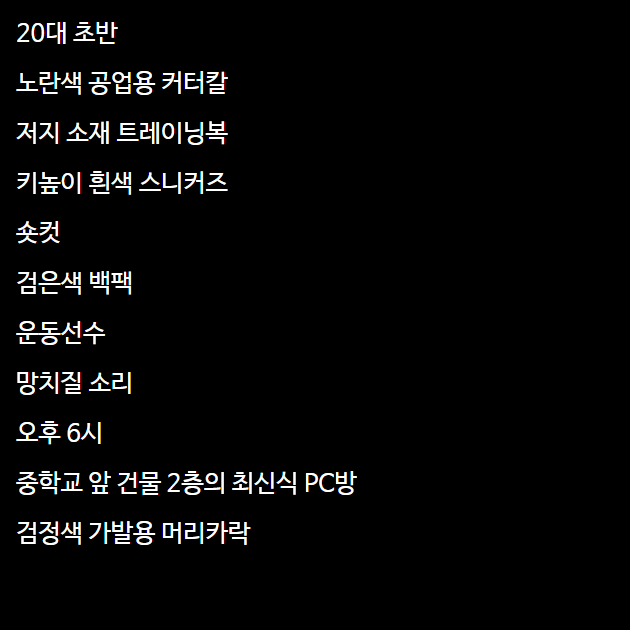 20대 초반
노란색 공업용 커터칼
저지 소재 트레이닝복
키높이 흰색 스니커즈
숏컷
검은색 백팩
운동선수
망치질 소리
오후 6시
중학교 앞 건물 2층의 최신식 PC방
검정색 가발용 머리카락